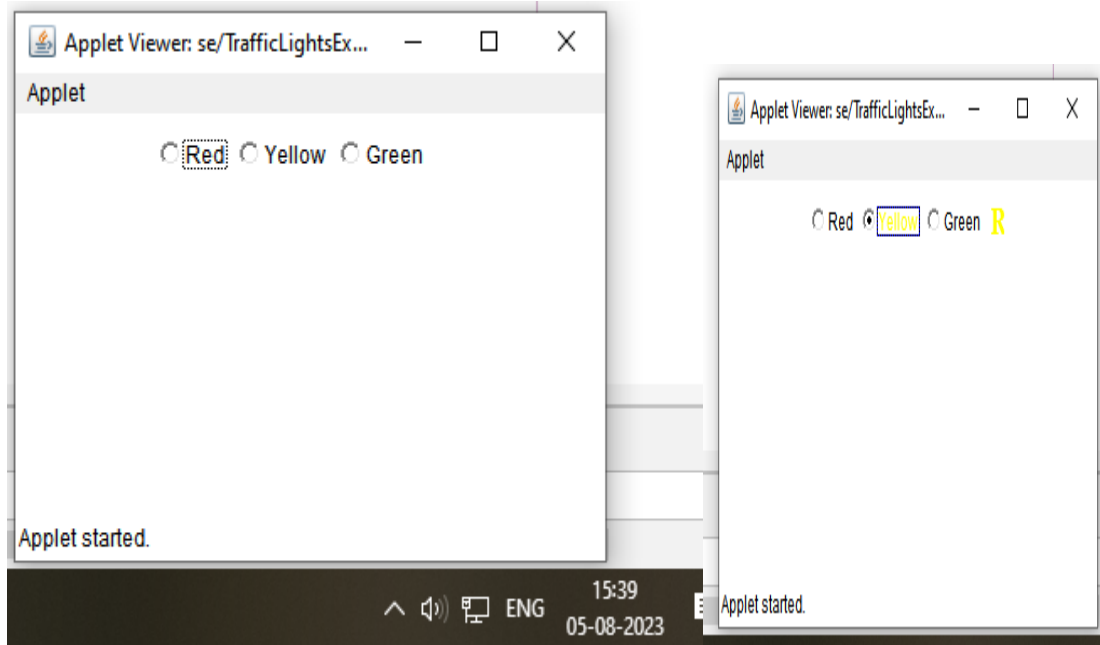 Applet Viewer: se/TrafficLightsEx...
Applet
Red Yellow Green
Applet started.
15:39
ENG
05-08-2023
Applet Viewer: se/TrafficLightsEx...
Applet
Red Yellow Green R
Applet started.